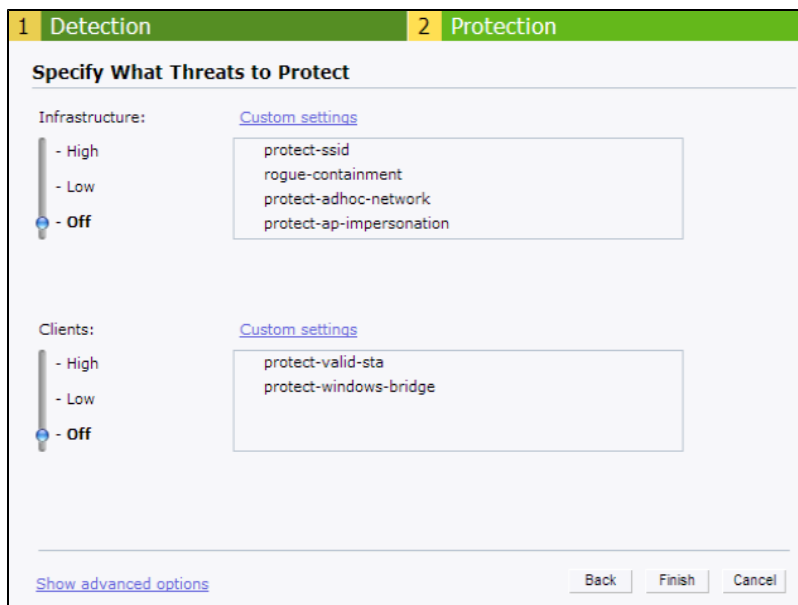 1 Detection 2 Protection
Specify What Threats to Protect
Infrastructure: Custom settings
- High
- Low
- Off
protect-ssid
rogue-containment
protect-adhoc-network
protect-ap-impersonation
Clients: Custom settings
- High
- Low
- Off
protect-valid-sta
protect-windows-bridge
Show advanced options Back Finish Cancel